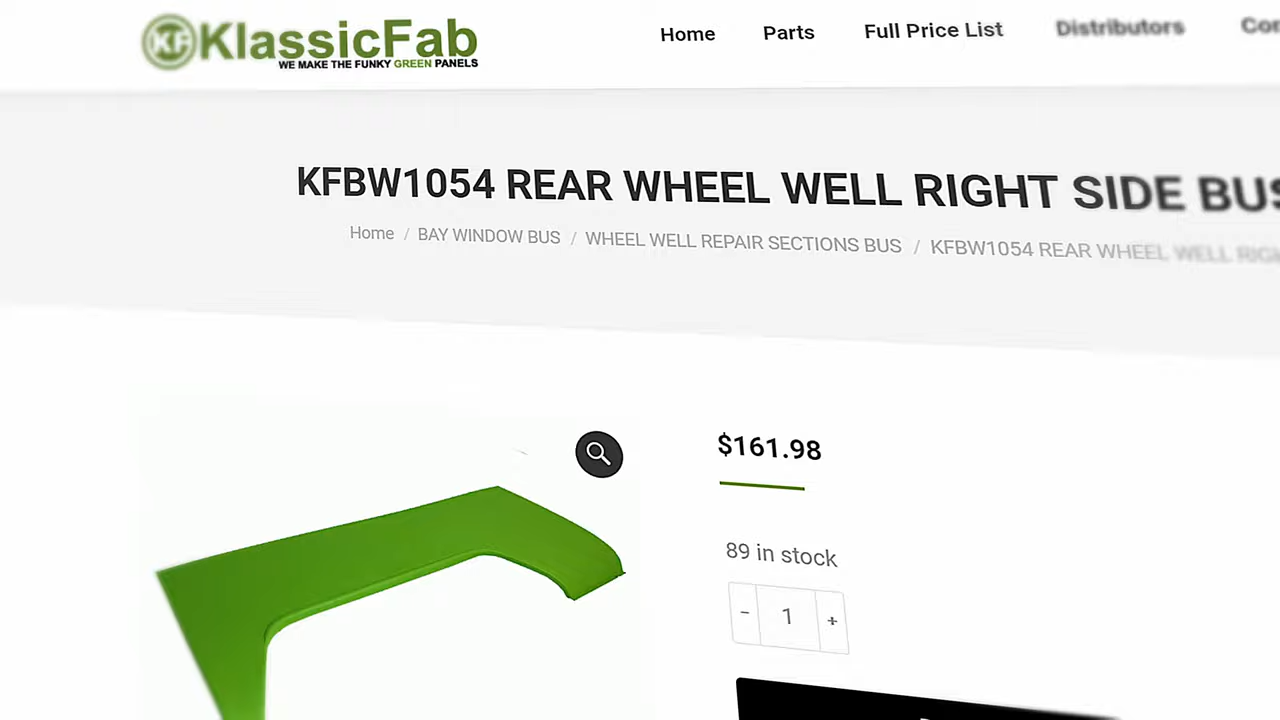 KF KlassicFab
WE MAKE THE FUNKY GREEN PANELS
Home Parts Full Price List Distributors
KFBW1054 REAR WHEEL WELL RIGHT SIDE BUS
Home / BAY WINDOW BUS / WHEEL WELL REPAIR SECTIONS BUS / KFBW1054 REAR WHEEL WELL
$161.98
89 in stock
- 1 +